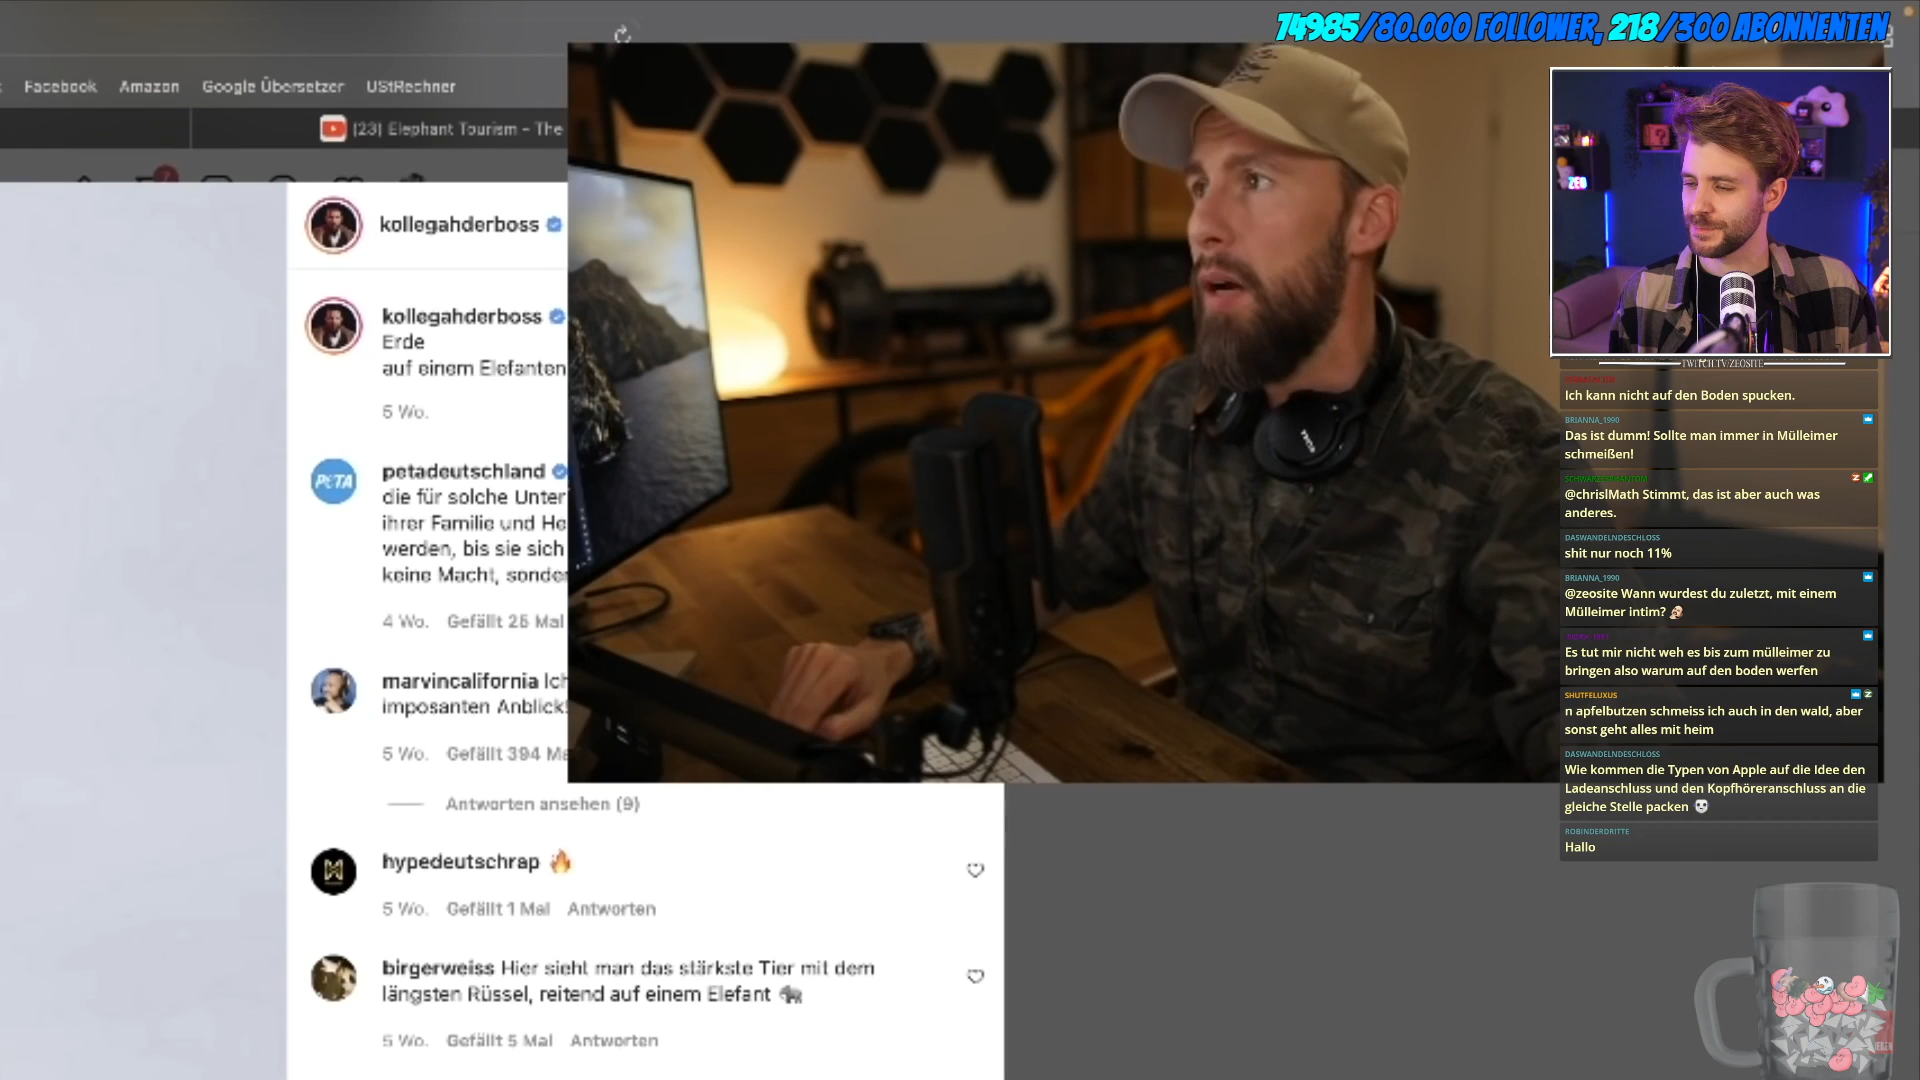 74985/80.000 FOLLOWER, 218/300 ABONNENTEN
Facebook
Amazon
Google Übersetzer
UStRechner
(23) Elephant Tourism - The
7
kollegahderboss
kollegahderboss
Erde
auf einem Elefanten
5 Wo.
PETA
petadeutschland
die für solche Unter
ihrer Familie und He
werden, bis sie sich
keine Macht, sonder
4 Wo. Gefällt 25 Mal
marvincalifornia Ich
imposanten Anblick!
5 Wo. Gefällt 394 Ma
Antworten ansehen (9)
hypedeutschrap 🔥
5 Wo. Gefällt 1 Mal Antworten
birgerweiss Hier sieht man das stärkste Tier mit dem
längsten Rüssel, reitend auf einem Elefant 🐘
5 Wo. Gefällt 5 Mal Antworten
ZEO
TWITCH.TV/ZEOSITE
Ich kann nicht auf den Boden spucken.
BRIANNA_1990
Das ist dumm! Sollte man immer in Mülleimer
schmeißen!
@chrislMath Stimmt, das ist aber auch was
anderes.
DASWANDELNDESCHLOSS
shit nur noch 11%
BRIANNA_1990
@zeosite Wann wurdest du zuletzt, mit einem
Mülleimer intim?
Es tut mir nicht weh es bis zum mülleimer zu
bringen also warum auf den boden werfen
SHUTFELUXUS
n apfelbutzen schmeiss ich auch in den wald, aber
sonst geht alles mit heim
DASWANDELNDESCHLOSS
Wie kommen die Typen von Apple auf die Idee den
Ladeanschluss und den Kopfhöreranschluss an die
gleiche Stelle packen 💀
ROBINDERDRITTE
Hallo